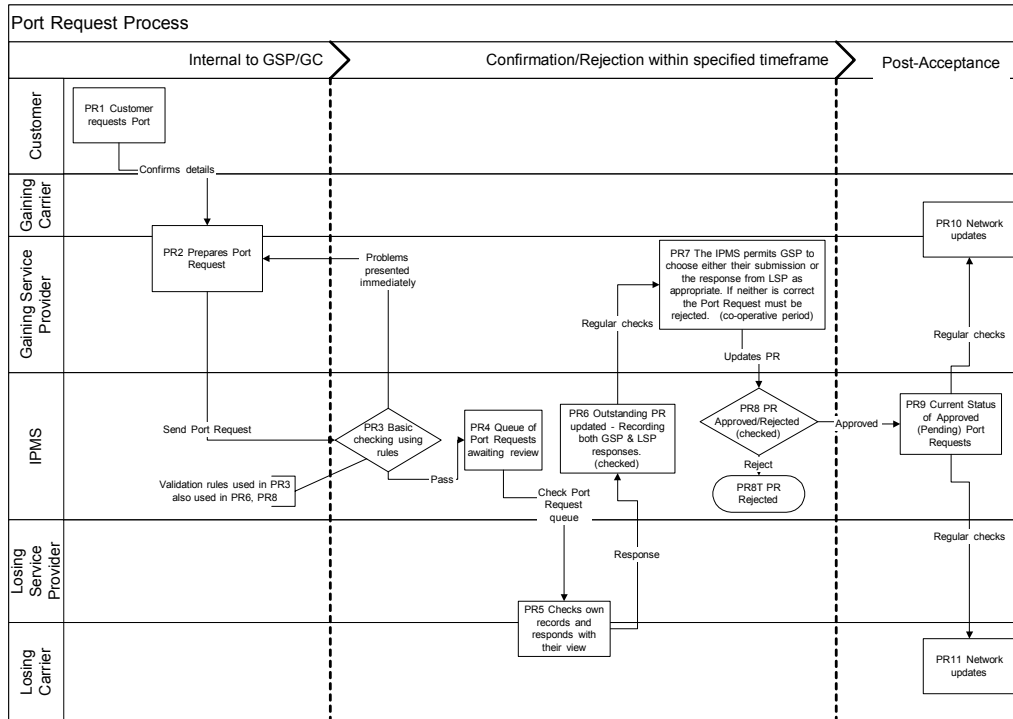 Port Request Process
Internal to GSP/GC
Confirmation/Rejection within specified timeframe
Post-Acceptance
Customer
PR1 Customer
requests Port
Confirms details
Gaining
Carrier
PR10 Network
updates
Gaining Service
Provider
PR2 Prepares Port
Request
Problems
presented
immediately
PR7 The IPMS permits GSP to
choose either their submission or
the response from LSP as
appropriate. If neither is correct
the Port Request must be
rejected. (co-operative period)
Regular checks
Updates PR
Regular checks
IPMS
Send Port Request
PR3 Basic
checking using
rules
Validation rules used in PR3
also used in PR6, PR8
Pass
PR4 Queue of
Port Requests
awaiting review
Check Port
Request
queue
PR6 Outstanding PR
updated - Recording
both GSP & LSP
responses.
(checked)
PR8 PR
Approved/Rejected
(checked)
Approved
Reject
PR8T PR
Rejected
PR9 Current Status
of Approved
(Pending) Port
Requests
Losing
Service
Provider
Response
Regular checks
PR5 Checks own
records and
responds with
their view
Losing
Carrier
PR11 Network
updates